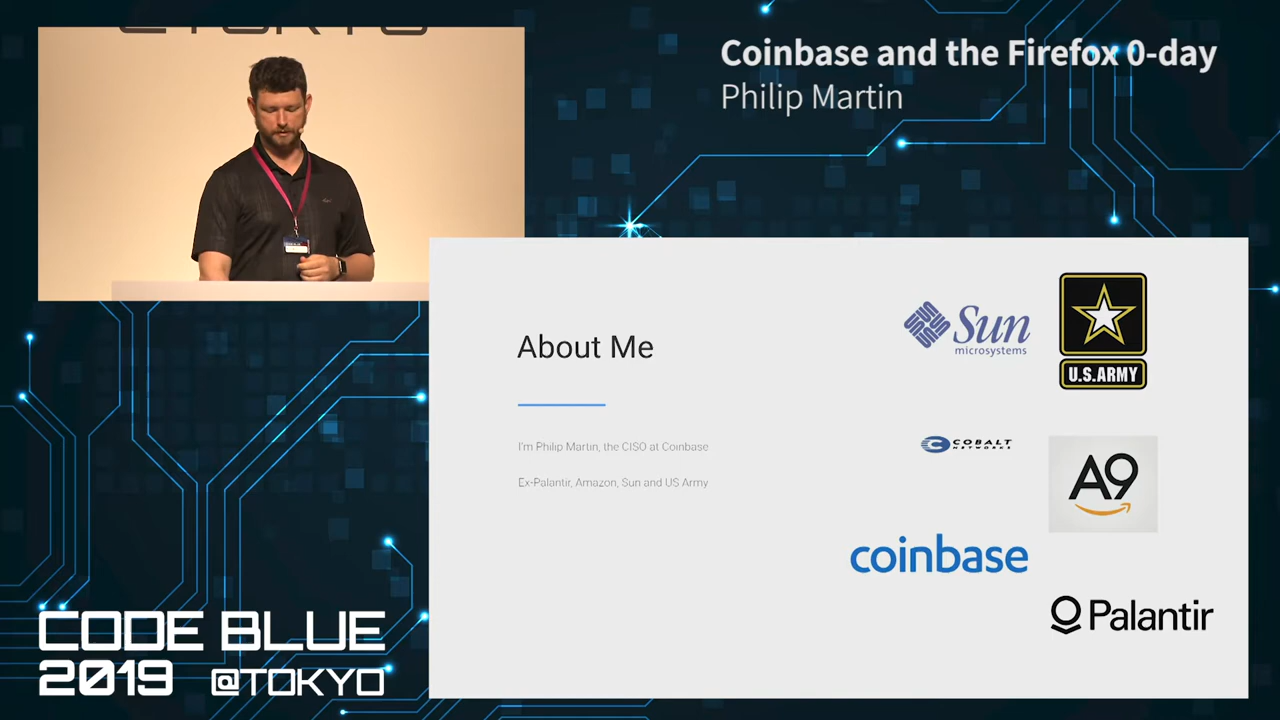 Coinbase and the Firefox 0-day
Philip Martin
About Me
I'm Philip Martin, the CISO at Coinbase
Ex-Palantir, Amazon, Sun and US Army
Sun
microsystems
U.S.ARMY
COBALT
NETWORKS
A9
coinbase
Palantir
CODE BLUE
2019 @TOKYO